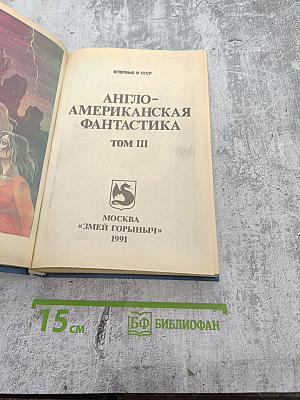 ВПЕРВЫЕ В СССР
АНГЛО-
АМЕРИКАНСКАЯ
ФАНТАСТИКА
ТОМ III
МОСКВА
«ЗМЕЙ ГОРЫНЫЧ»
1991
15 см
БФ БИБЛИОФАН